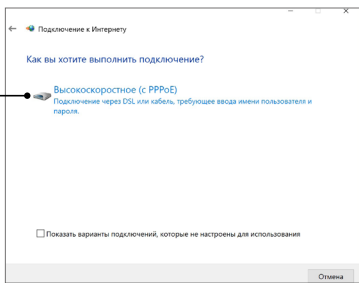 Подключение к Интернету
Как вы хотите выполнить подключение?
Высокоскоростное (с PPPoE)
Подключение через DSL или кабель, требующее ввода имени пользователя и
пароля.
Показать варианты подключений, которые не настроены для использования
Отмена